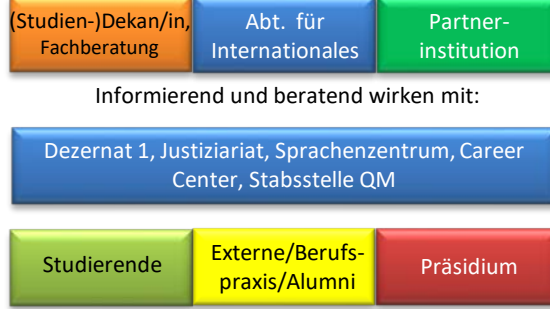 (Studien-)Dekan/in,
Fachberatung
Abt. für
Internationales
Partner-
institution
Informierend und beratend wirken mit:
Dezernat 1, Justiziariat, Sprachenzentrum, Career
Center, Stabsstelle QM
Studierende
Externe/Berufs-
praxis/Alumni
Präsidium